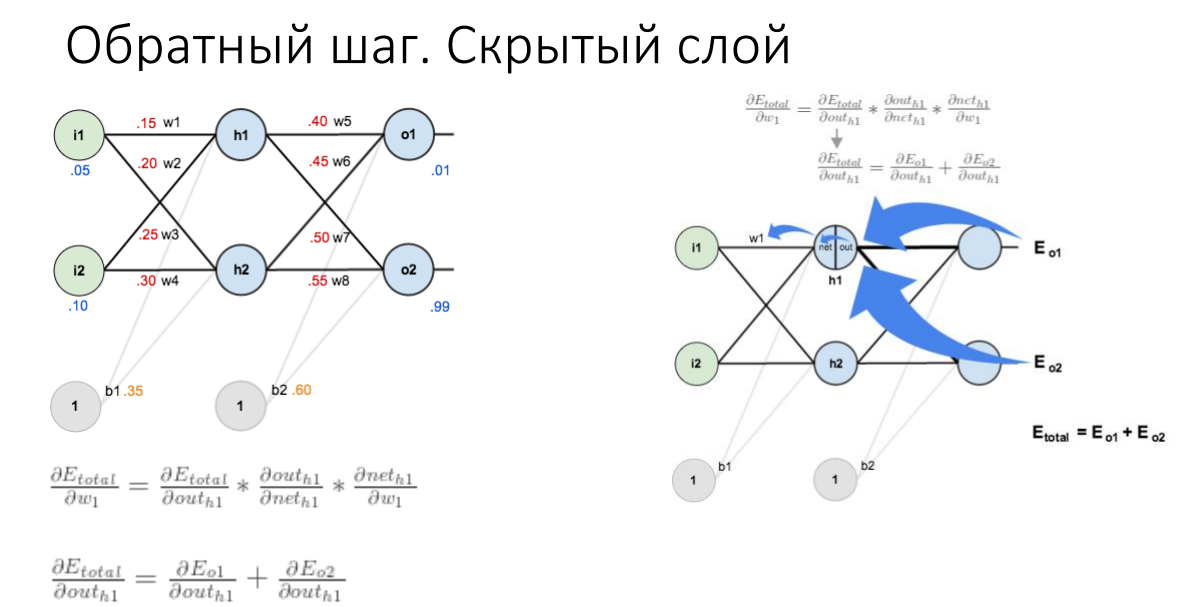 Обратный шаг. Скрытый слой
i1 .15 w1 h1 .40 w5 o1
.05 .20 w2 .45 w6 .01
.25 w3 .50 w7
i2 .30 w4 h2 .55 w8 o2
.10 .99
b1 .35 b2 .60
1 1
∂E_total/∂w₁ = ∂E_total/∂out_h1 * ∂out_h1/∂net_h1 * ∂net_h1/∂w₁
∂E_total/∂out_h1 = ∂E_o1/∂out_h1 + ∂E_o2/∂out_h1
∂E_total/∂w₁ = ∂E_total/∂out_h1 * ∂out_h1/∂net_h1 * ∂net_h1/∂w₁
∂E_total/∂out_h1 = ∂E_o1/∂out_h1 + ∂E_o2/∂out_h1
i1 w1 net out E o1
h1
i2 h2 E o2
E total = E o1 + E o2
b1 b2
1 1